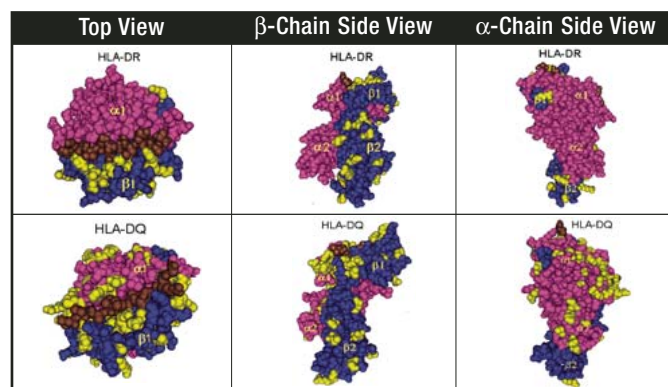 Top View
β-Chain Side View
α-Chain Side View
HLA-DR
α1
β1
HLA-DR
α1
β1
α2
β2
HLA-DR
β1
α1
α2
β2
HLA-DQ
α1
β1
HLA-DQ
α1
β1
α2
β2
HLA-DQ
β2